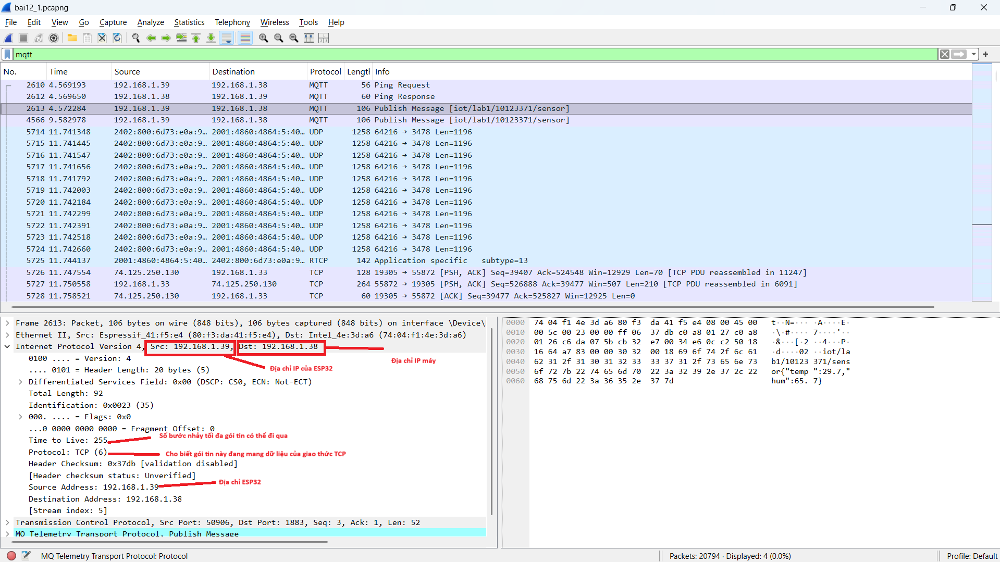 bai12_1.pcapng
File Edit View Go Capture Analyze Statistics Telephony Wireless Tools Help
mqtt
No. Time Source Destination Protocol Length Info
2610 4.569193 192.168.1.39 192.168.1.38 MQTT 56 Ping Request
2612 4.569650 192.168.1.38 192.168.1.39 MQTT 60 Ping Response
2613 4.572284 192.168.1.39 192.168.1.38 MQTT 106 Publish Message [iot/lab1/10123371/sensor]
4566 9.582978 192.168.1.39 192.168.1.38 MQTT 106 Publish Message [iot/lab1/10123371/sensor]
5714 11.741348 2402:800:6d73:e0a:9… 2001:4860:4864:5:40… UDP 1258 64216 → 3478 Len=1196
5715 11.741445 2402:800:6d73:e0a:9… 2001:4860:4864:5:40… UDP 1258 64216 → 3478 Len=1196
5716 11.741547 2402:800:6d73:e0a:9… 2001:4860:4864:5:40… UDP 1258 64216 → 3478 Len=1196
5717 11.741656 2402:800:6d73:e0a:9… 2001:4860:4864:5:40… UDP 1258 64216 → 3478 Len=1196
5718 11.741792 2402:800:6d73:e0a:9… 2001:4860:4864:5:40… UDP 1258 64216 → 3478 Len=1196
5719 11.742003 2402:800:6d73:e0a:9… 2001:4860:4864:5:40… UDP 1258 64216 → 3478 Len=1196
5720 11.742184 2402:800:6d73:e0a:9… 2001:4860:4864:5:40… UDP 1258 64216 → 3478 Len=1196
5721 11.742299 2402:800:6d73:e0a:9… 2001:4860:4864:5:40… UDP 1258 64216 → 3478 Len=1196
5722 11.742391 2402:800:6d73:e0a:9… 2001:4860:4864:5:40… UDP 1258 64216 → 3478 Len=1196
5723 11.742518 2402:800:6d73:e0a:9… 2001:4860:4864:5:40… UDP 1258 64216 → 3478 Len=1196
5724 11.742660 2402:800:6d73:e0a:9… 2001:4860:4864:5:40… UDP 1258 64216 → 3478 Len=1196
5725 11.744137 2001:4860:4864:5:40… 2402:800:6d73:e0a:9… RTCP 142 Application specific subtype=13
5726 11.747554 74.125.250.130 192.168.1.33 TCP 128 19305 → 55872 [PSH, ACK] Seq=39407 Ack=524548 Win=12929 Len=70 [TCP PDU reassembled in 11247]
5727 11.750558 192.168.1.33 74.125.250.130 TCP 264 55872 → 19305 [PSH, ACK] Seq=526888 Ack=39477 Win=507 Len=210 [TCP PDU reassembled in 6091]
5728 11.758521 74.125.250.130 192.168.1.33 TCP 60 19305 → 55872 [ACK] Seq=39477 Ack=525827 Win=12925 Len=0
Frame 2613: Packet, 106 bytes on wire (848 bits), 106 bytes captured (848 bits) on interface \Device\
Ethernet II, Src: Espressif_41:f5:e4 (80:f3:da:41:f5:e4), Dst: Intel_4e:3d:a6 (74:04:f1:4e:3d:a6)
Internet Protocol Version 4, Src: 192.168.1.39, Dst: 192.168.1.38
Địa chỉ IP máy
0100 .... = Version: 4
Địa chỉ IP của ESP32
.... 0101 = Header Length: 20 bytes (5)
Differentiated Services Field: 0x00 (DSCP: CS0, ECN: Not-ECT)
Total Length: 92
Identification: 0x0023 (35)
000. .... = Flags: 0x0
...0 0000 0000 0000 = Fragment Offset: 0
Số bước nhảy tối đa gói tin có thể đi qua
Time to Live: 255
Protocol: TCP (6)
Cho biết gói tin này đang mang dữ liệu của giao thức TCP
Header Checksum: 0x37db [validation disabled]
[Header checksum status: Unverified]
Địa chỉ ESP32
Source Address: 192.168.1.39
Destination Address: 192.168.1.38
[Stream index: 5]
Transmission Control Protocol, Src Port: 50906, Dst Port: 1883, Seq: 3, Ack: 1, Len: 52
MQ Telemetry Transport Protocol, Publish Message
0000 74 04 f1 4e 3d a6 80 f3 da 41 f5 e4 08 00 45 00 t··N=··· ·A····E·
0010 00 5c 00 23 00 00 ff 06 37 db c0 a8 01 27 c0 a8 ·\·#···· 7····'··
0020 01 26 c6 da 07 5b cb 32 e7 00 34 e6 0c c2 50 18 ·&···[·2 ··4···P·
0030 16 64 a7 83 00 00 30 32 00 18 69 6f 74 2f 6c 61 ·d····02 ··iot/la
0040 62 31 2f 31 30 31 32 33 33 37 31 2f 73 65 6e 73 b1/10123 371/sens
0050 6f 72 7b 22 74 65 6d 70 22 3a 32 39 2e 37 2c 22 or{"temp ":29.7,"
0060 68 75 6d 22 3a 36 35 2e 37 7d hum":65. 7}
MQ Telemetry Transport Protocol: Protocol
Packets: 20794 · Displayed: 4 (0.0%)
Profile: Default